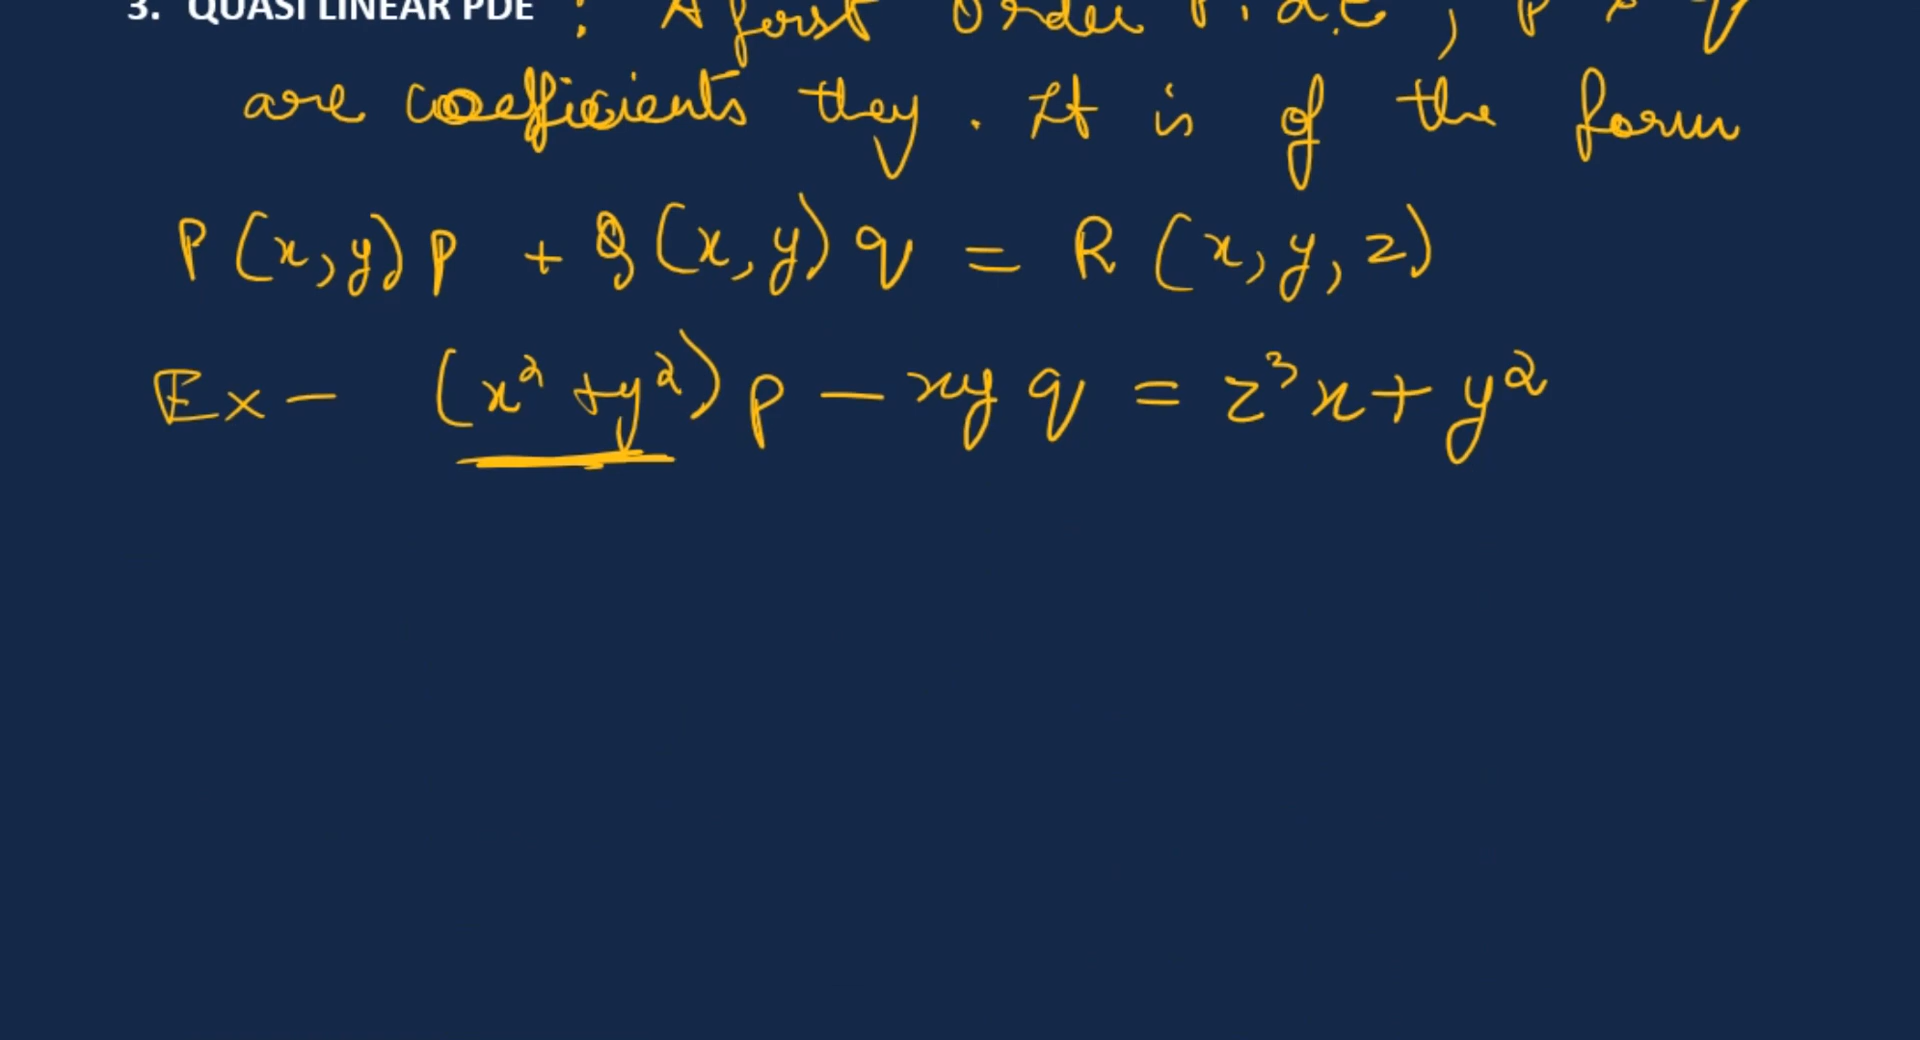 3. QUASI LINEAR PDE : A first order P.d.e, P & q
are coefficients they. It is of the form
P(x,y)p + Q(x,y)q = R(x,y,z)
Ex- (x² + y²)p - xy q = z³x + y²